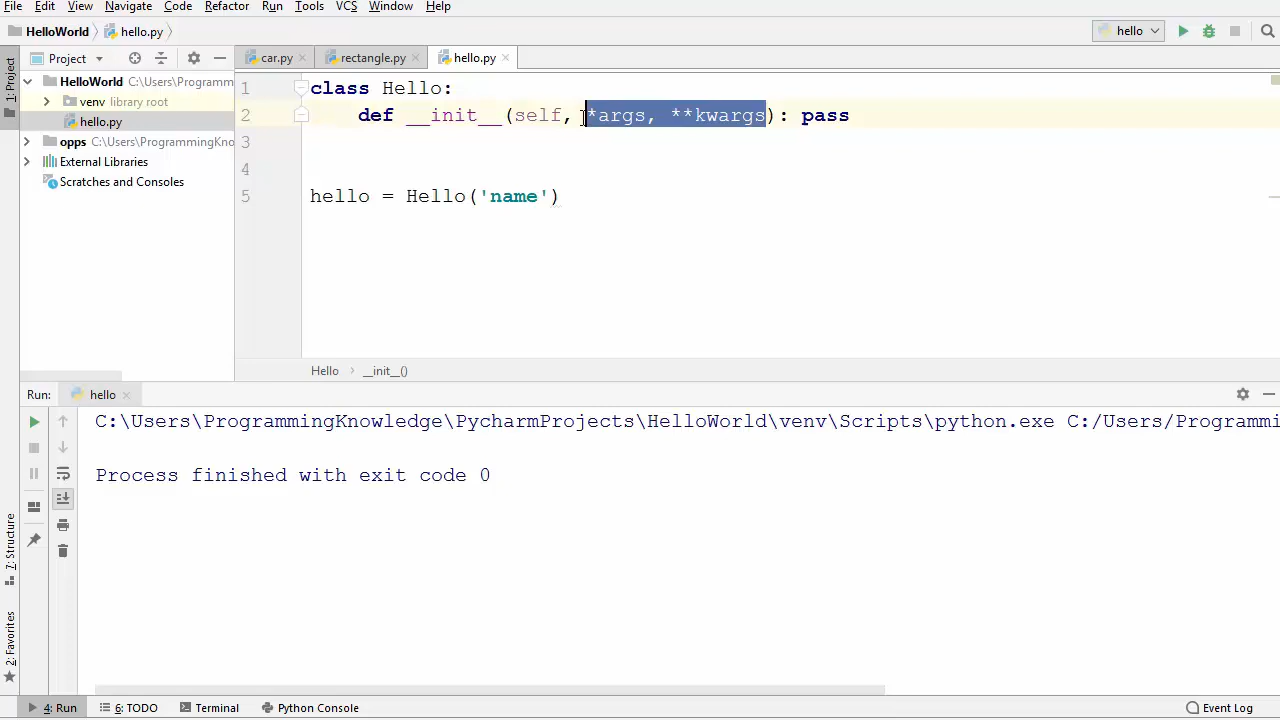 File Edit View Navigate Code Refactor Run Tools VCS Window Help
HelloWorld hello.py hello
1: Project
Project car.py rectangle.py hello.py
HelloWorld C:\Users\Programm
venv library root
hello.py
opps C:\Users\ProgrammingKno
External Libraries
Scratches and Consoles
1 class Hello:
2 def __init__(self, *args, **kwargs): pass
3
4
5 hello = Hello('name')
Hello __init__()
Run: hello
C:\Users\ProgrammingKnowledge\PycharmProjects\HelloWorld\venv\Scripts\python.exe C:/Users/Programmi
Process finished with exit code 0
7: Structure
2: Favorites
4: Run 6: TODO Terminal Python Console Event Log